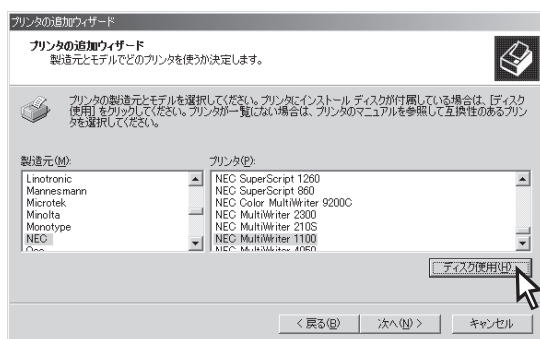 プリンタの追加ウィザード
プリンタの追加ウィザード
製造元とモデルでどのプリンタを使うか決定します。
プリンタの製造元とモデルを選択してください。プリンタにインストール ディスクが付属している場合は、[ディスク
使用] をクリックしてください。プリンタが一覧にない場合は、プリンタのマニュアルを参照して互換性のあるプリン
タを選択してください。
製造元(M):
プリンタ(P):
Linotronic
Mannesmann
Microtek
Minolta
Monotype
NEC
Oce
NEC SuperScript 1260
NEC SuperScript 860
NEC Color MultiWriter 9200C
NEC MultiWriter 2300
NEC MultiWriter 210S
NEC MultiWriter 1100
NEC MultiWriter 4050
ディスク使用(H)...
< 戻る(B)
次へ(N) >
キャンセル